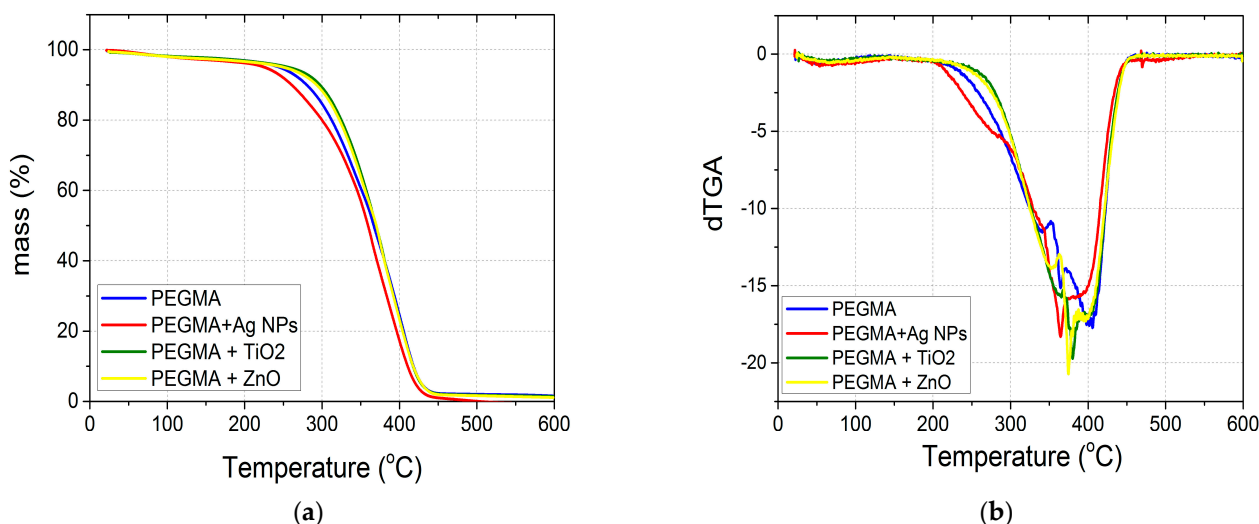 100
80
60
40
20
0
mass (%)
PEGMA
PEGMA+Ag NPs
PEGMA + TiO2
PEGMA + ZnO
0 100 200 300 400 500 600
Temperature (°C)
(a)
0
-5
-10
-15
-20
dTGA
PEGMA
PEGMA+Ag NPs
PEGMA + TiO2
PEGMA + ZnO
0 100 200 300 400 500 600
Temperature (°C)
(b)